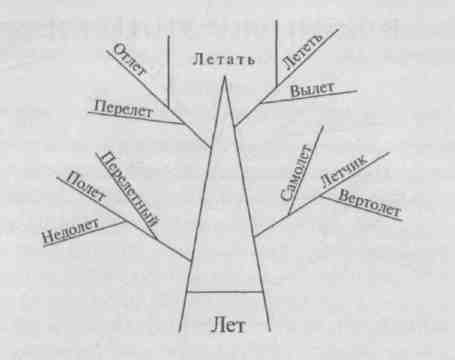 Летать
Отлет
Лететь
Перелет
Вылет
Перелетный
Самолет
Летчик
Полет
Вертолет
Недолет
Лет